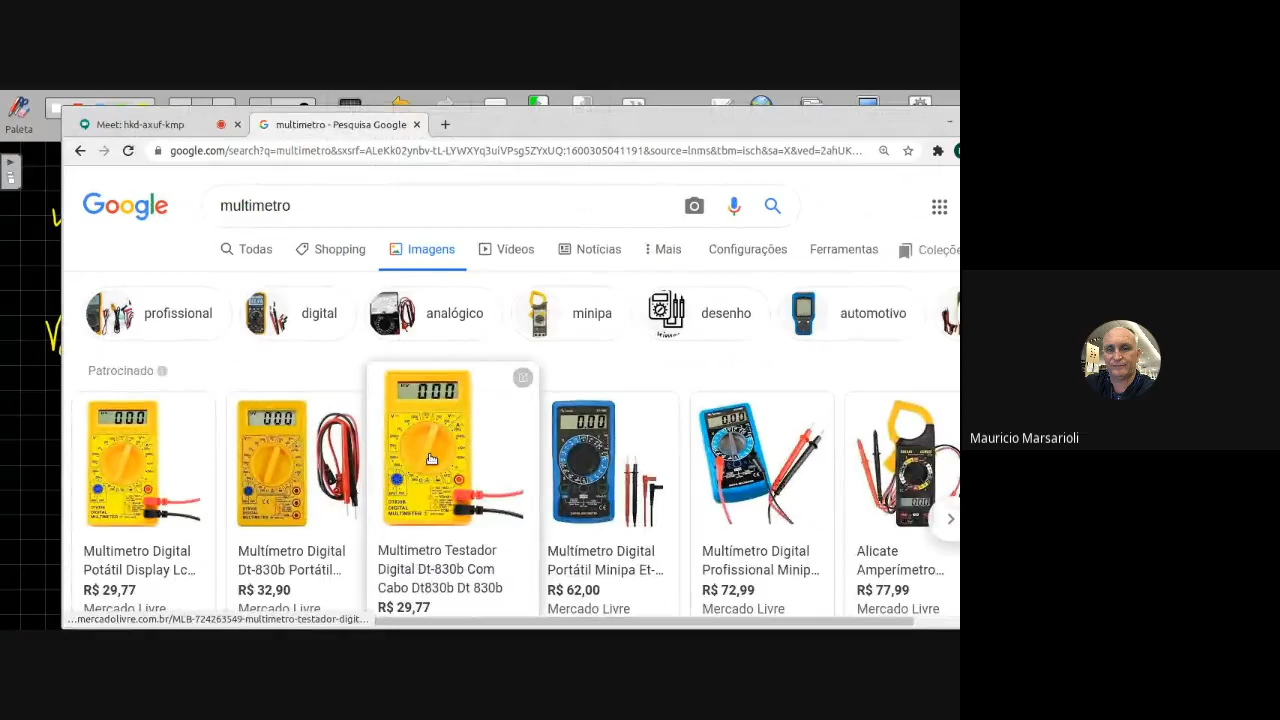 Paleta
Meet: hkd-axuf-kmp
multimetro - Pesquisa Google
google.com/search?q=multimetro&sxsrf=ALeKk02ynbv-tL-LYWXYq3uiVPsg5ZYxUQ:1600305041191&source=lnms&tbm=isch&sa=X&ved=2ahUK...
Google
multimetro
Todas Shopping Imagens Vídeos Notícias Mais Configurações Ferramentas Coleçõe
profissional digital analógico minipa desenho automotivo
Patrocinado
Multimetro Digital Potátil Display Lc...
R$ 29,77
Mercado Livre
Multímetro Digital Dt-830b Portátil...
R$ 32,90
Mercado Livre
Multimetro Testador Digital Dt-830b Com Cabo Dt830b Dt 830b
R$ 29,77
Multímetro Digital Portátil Minipa Et-...
R$ 62,00
Mercado Livre
Multímetro Digital Profissional Minip...
R$ 72,99
Mercado Livre
Alicate Amperímetro...
R$ 77,99
Mercado Livre
...mercadolivre.com.br/MLB-724263549-multimetro-testador-digit...
Mauricio Marsarioli